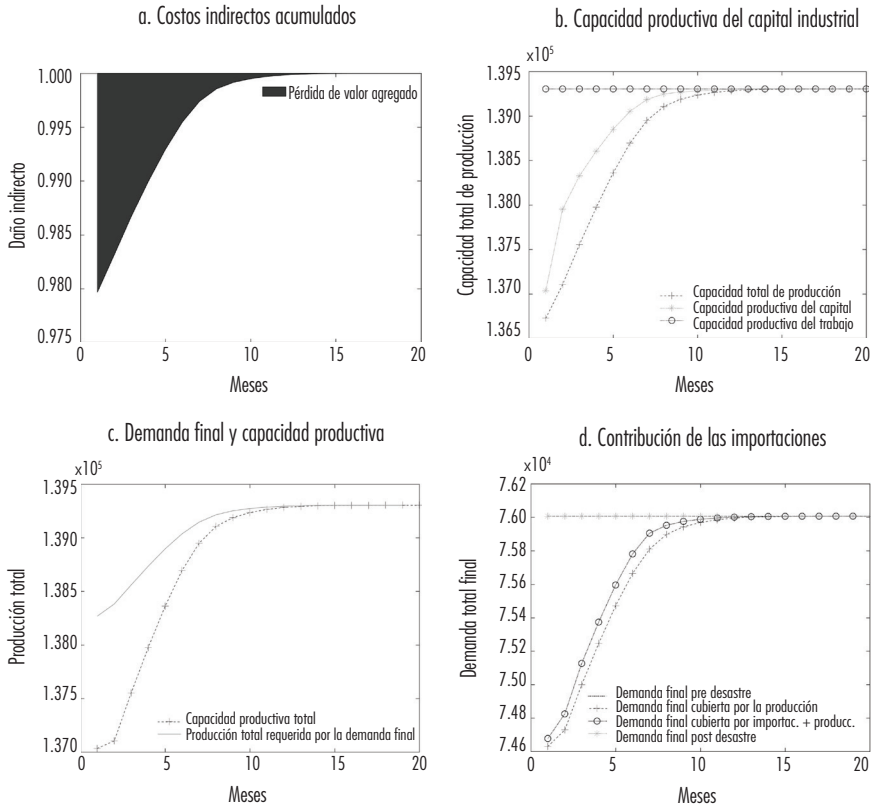 a. Costos indirectos acumulados
1.000
0.995
0.990
0.985
0.980
0.975
Daño indirecto
Pérdida de valor agregado
0
5
10
15
20
Meses
b. Capacidad productiva del capital industrial
x10⁵
1.395
1.390
1.385
1.380
1.375
1.370
1.365
Capacidad total de producción
Capacidad total de producción
Capacidad productiva del capital
Capacidad productiva del trabajo
0
5
10
15
20
Meses
c. Demanda final y capacidad productiva
x10⁵
1.395
1.390
1.385
1.380
1.375
1.370
Producción total
Capacidad productiva total
Producción total requerida por la demanda final
0
5
10
15
20
Meses
d. Contribución de las importaciones
x10⁴
7.62
7.60
7.58
7.56
7.54
7.52
7.50
7.48
7.46
Demanda total final
Demanda final pre desastre
Demanda final cubierta por la producción
Demanda final cubierta por importac. + producc.
Demanda final post desastre
0
5
10
15
20
Meses